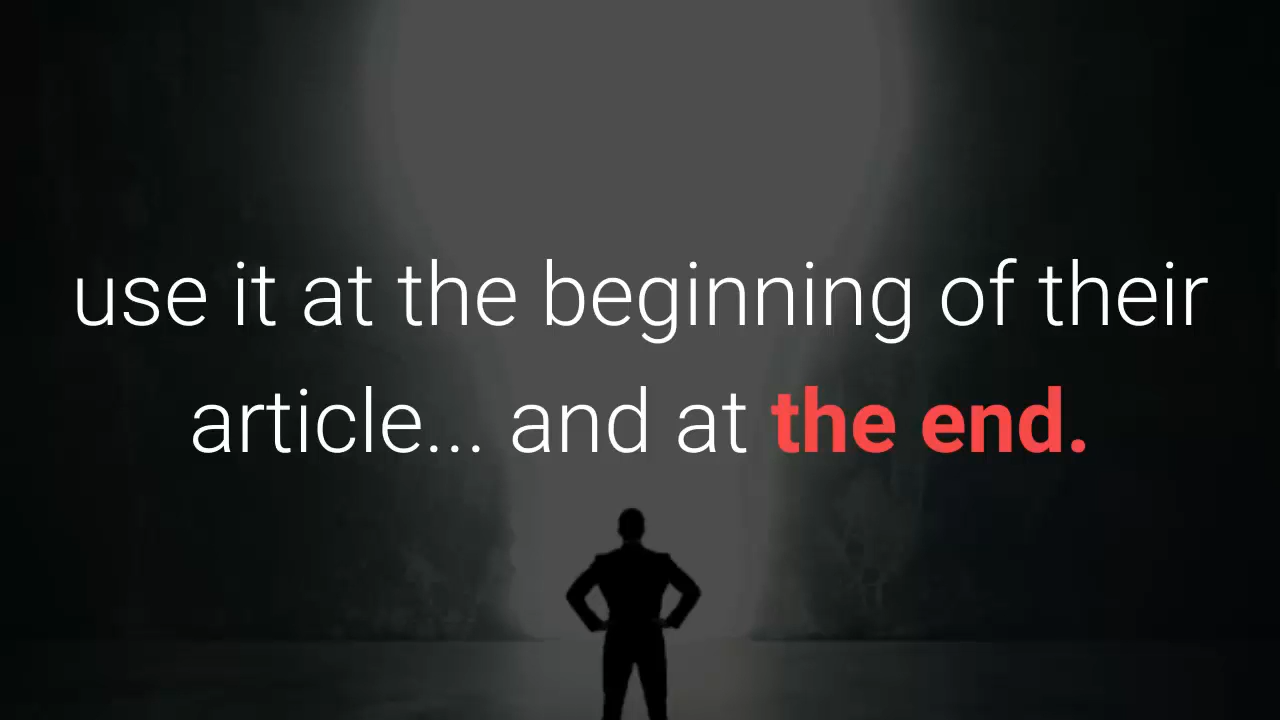 use it at the beginning of their
article... and at the end.